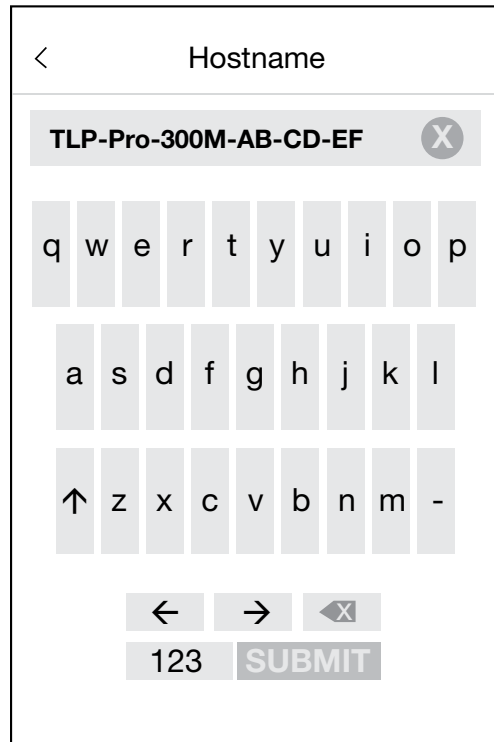 < Hostname
TLP-Pro-300M-AB-CD-EF X
q w e r t y u i o p
a s d f g h j k l
↑ z x c v b n m -
← → X
123 SUBMIT